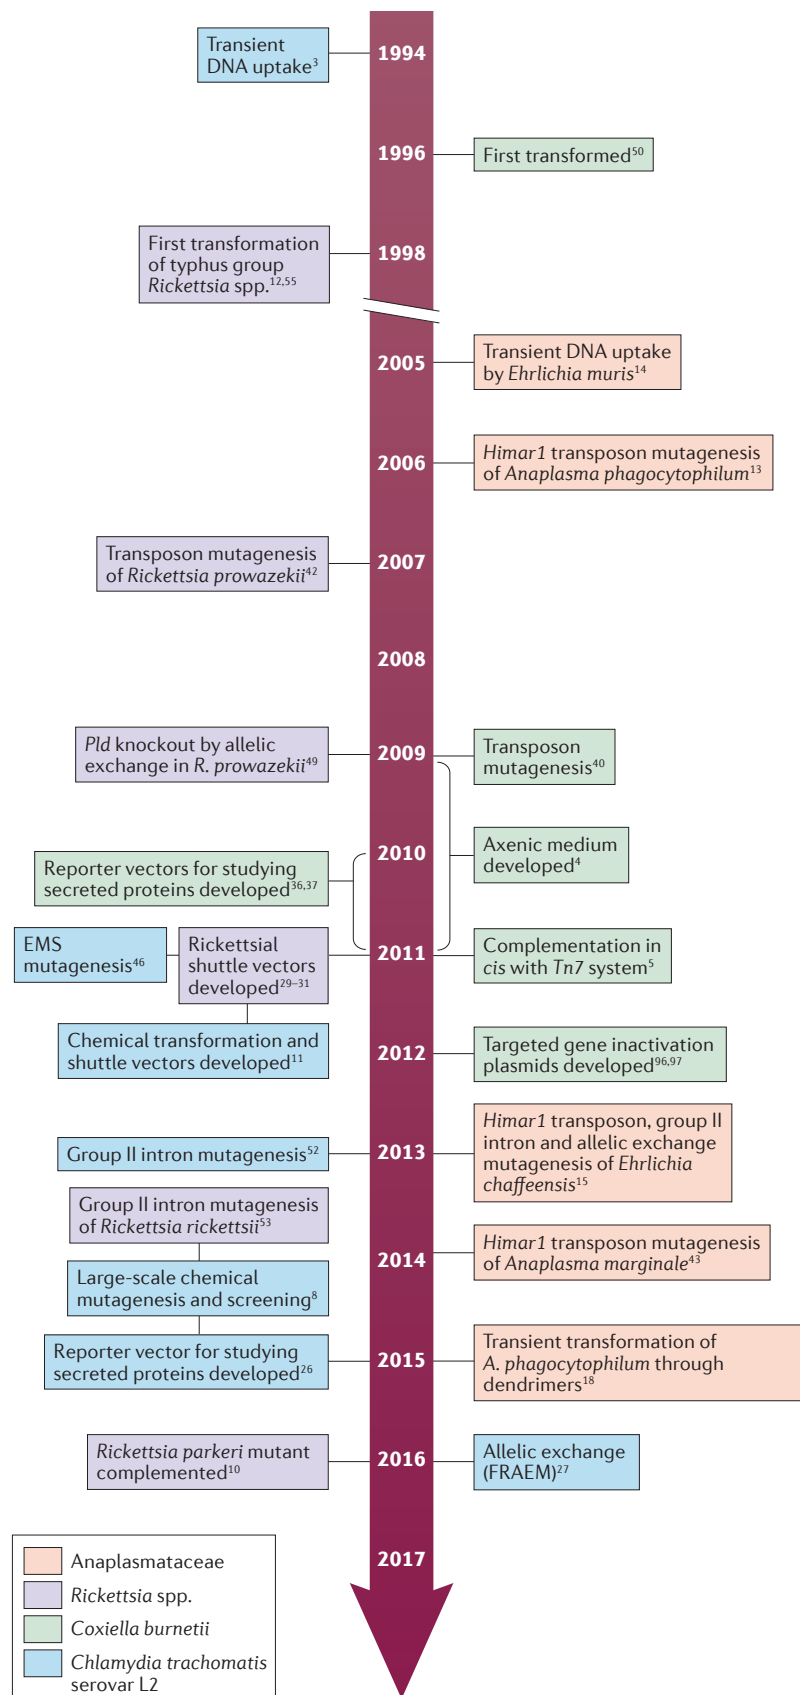 Transient
DNA uptake3
1994
1996
First transformed50
First transformation
of typhus group
Rickettsia spp.12,55
1998
2005
Transient DNA uptake
by Ehrlichia muris14
2006
Himar1 transposon mutagenesis
of Anaplasma phagocytophilum13
Transposon mutagenesis
of Rickettsia prowazekii42
2007
2008
Pld knockout by allelic
exchange in R. prowazekii49
2009
Transposon
mutagenesis40
2010
Axenic medium
developed4
Reporter vectors for studying
secreted proteins developed36,37
EMS
mutagenesis46
Rickettsial
shuttle vectors
developed29–31
2011
Complementation in
cis with Tn7 system5
Chemical transformation and
shuttle vectors developed11
2012
Targeted gene inactivation
plasmids developed96,97
Group II intron mutagenesis52
2013
Himar1 transposon, group II
intron and allelic exchange
mutagenesis of Ehrlichia
chaffeensis15
Group II intron mutagenesis
of Rickettsia rickettsii53
2014
Himar1 transposon mutagenesis
of Anaplasma marginale43
Large-scale chemical
mutagenesis and screening8
Reporter vector for studying
secreted proteins developed26
2015
Transient transformation of
A. phagocytophilum through
dendrimers18
Rickettsia parkeri mutant
complemented10
2016
Allelic exchange
(FRAEM)27
2017
Anaplasmataceae
Rickettsia spp.
Coxiella burnetii
Chlamydia trachomatis
serovar L2